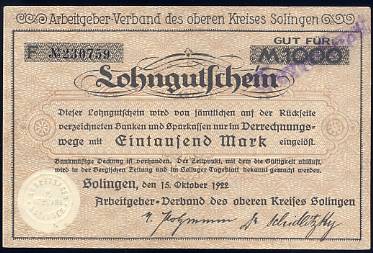 Arbeitgeber-Verband des oberen Kreises Solingen
GUT FÜR:
F № 230759
M 1000
Lohngutschein
Dieser Lohngutschein wird von sämtlichen auf der Rückseite
verzeichneten Banken und Sparkassen nur im Verrechnungs-
wege mit Eintausend Mark eingelöst.
Bankmäßige Deckung ist vorhanden. Der Zeitpunkt, mit dem die Gültigkeit abläuft,
wird in der Bergischen Zeitung und im Solinger Tageblatt bekannt gemacht werden.
Solingen, den 15. Oktober 1922
Arbeitgeber-Verband des oberen Kreises Solingen